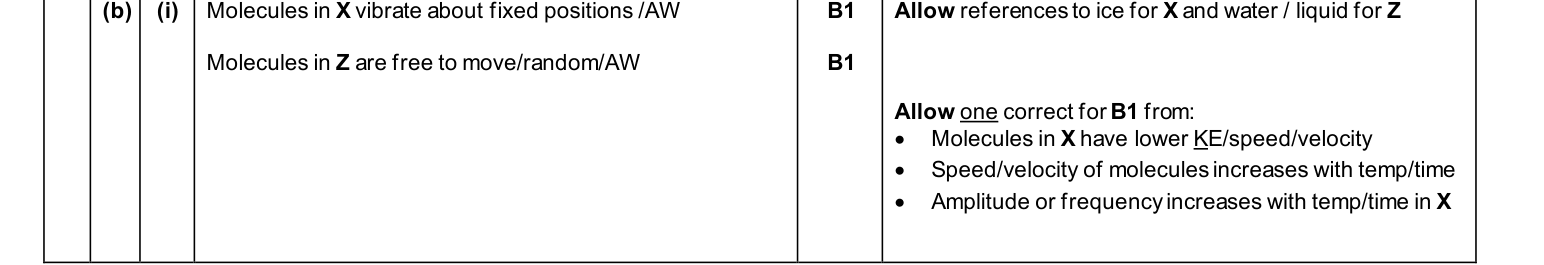 (b) (i) Molecules in X vibrate about fixed positions /AW B1 Allow references to ice for X and water / liquid for Z
Molecules in Z are free to move/random/AW B1
Allow one correct for B1 from:
• Molecules in X have lower KE/speed/velocity
• Speed/velocity of molecules increases with temp/time
• Amplitude or frequency increases with temp/time in X